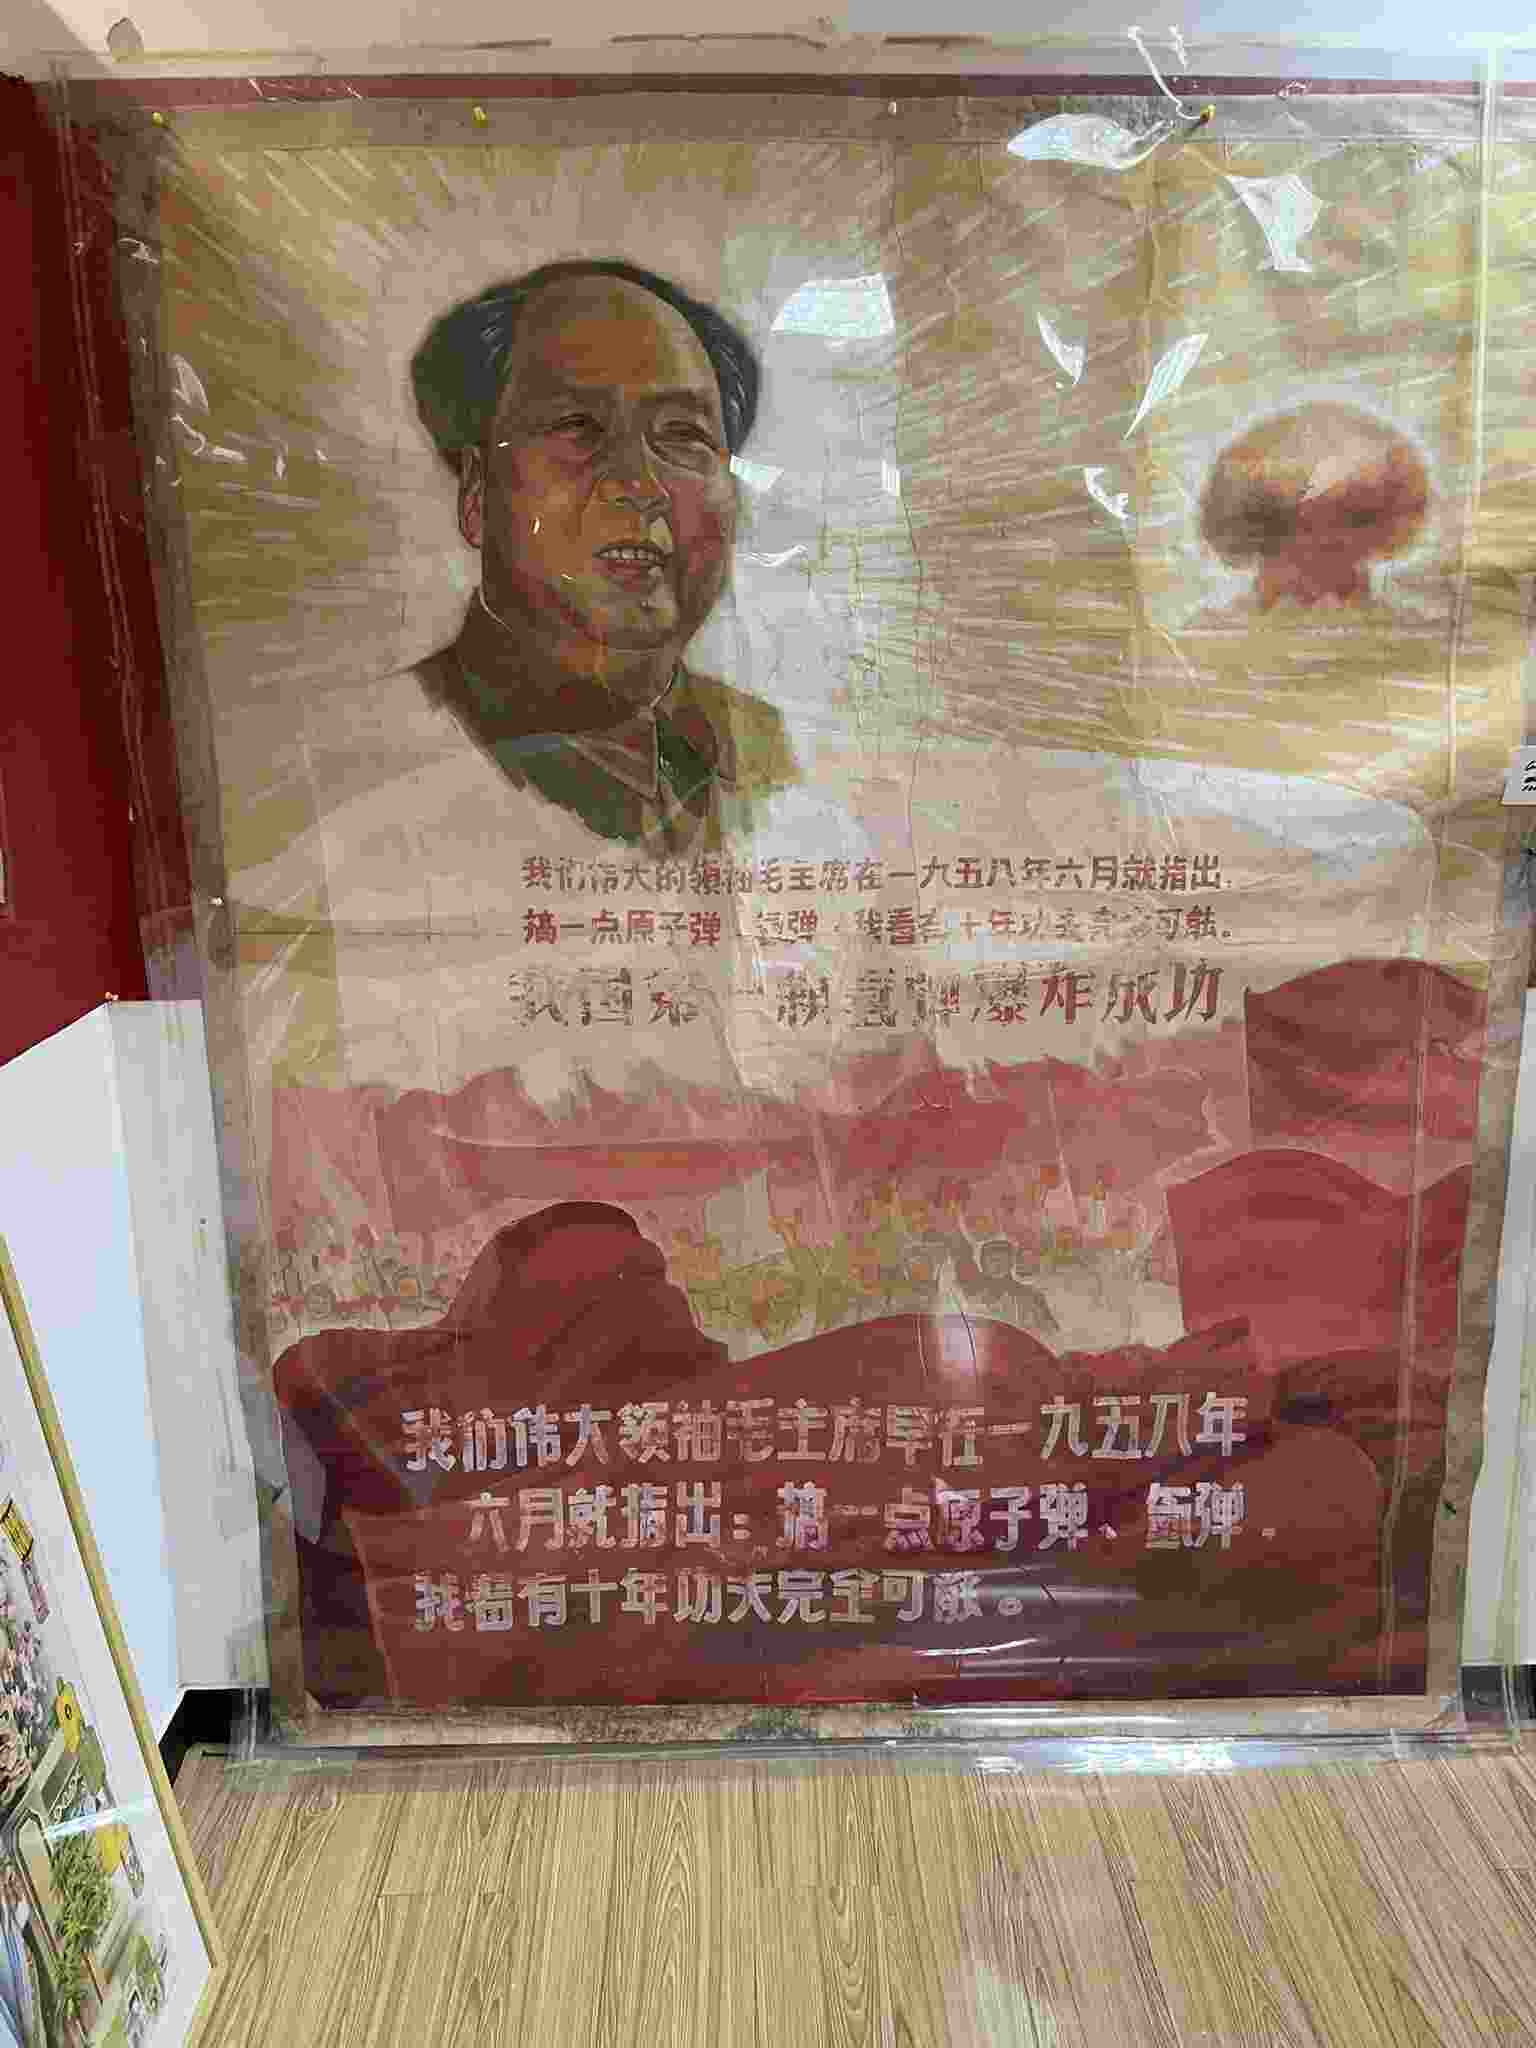 我们伟大的领袖毛主席在一九五八年六月就指出，
搞一点原子弹、氢弹，我看有十年功夫完全可能。
我国第一颗氢弹爆炸成功
我们伟大领袖毛主席早在一九五八年
六月就指出：搞一点原子弹、氢弹，
我看有十年功夫完全可能。